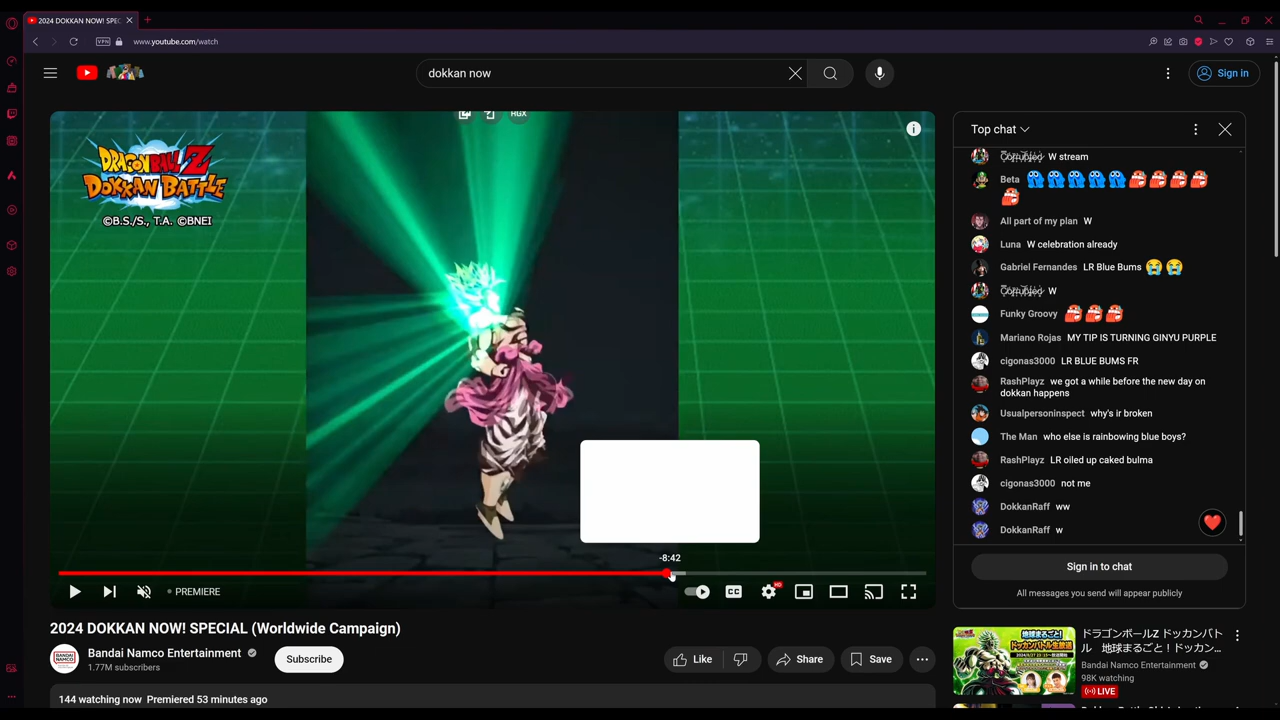 2024 DOKKAN NOW! SPEC
www.youtube.com/watch
VPN
dokkan now
Sign in
HGX
DRAGONBALL Z
DOKKAN BATTLE
©B.S./S., T.A. ©BNEI
-8:42
PREMIERE
CC
HD
2024 DOKKAN NOW! SPECIAL (Worldwide Campaign)
Bandai Namco Entertainment
1.77M subscribers
Subscribe
Like
Share
Save
144 watching now Premiered 53 minutes ago
Top chat
W stream
Beta
All part of my plan W
Luna W celebration already
Gabriel Fernandes LR Blue Bums 😭 😭
W
Funky Groovy
Mariano Rojas MY TIP IS TURNING GINYU PURPLE
cigonas3000 LR BLUE BUMS FR
RashPlayz we got a while before the new day on
dokkan happens
Usualpersoninspect why's ir broken
The Man who else is rainbowing blue boys?
RashPlayz LR oiled up caked bulma
cigonas3000 not me
DokkanRaff ww
DokkanRaff w
Sign in to chat
All messages you send will appear publicly
ドラゴンボールZ ドッカンバト
ル 地球まるごと！ドッカン...
Bandai Namco Entertainment
98K watching
LIVE